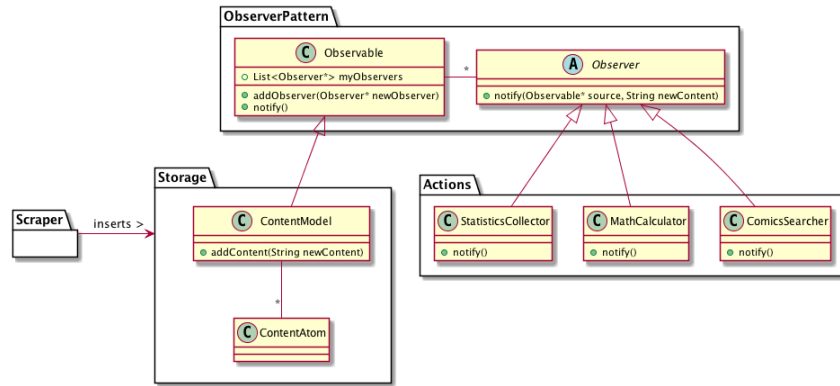 ObserverPattern
C Observable
List<Observer*> myObservers
addObserver(Observer* newObserver)
notify()
*
A Observer
notify(Observable* source, String newContent)
Storage
Actions
Scraper
inserts >
C ContentModel
addContent(String newContent)
*
C ContentAtom
C StatisticsCollector
notify()
C MathCalculator
notify()
C ComicsSearcher
notify()